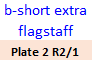 b-short extra
flagstaff
Plate 2 R2/1